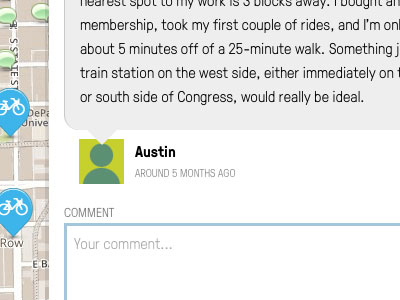 nearest spot to my work is 3 blocks away. I bought an
membership, took my first couple of rides, and I'm onl
about 5 minutes off of a 25-minute walk. Something j
train station on the west side, either immediately on t
or south side of Congress, would really be ideal.
Austin
AROUND 5 MONTHS AGO
COMMENT
Your comment...
S STATE ST
DePa
Univer
Row
E B